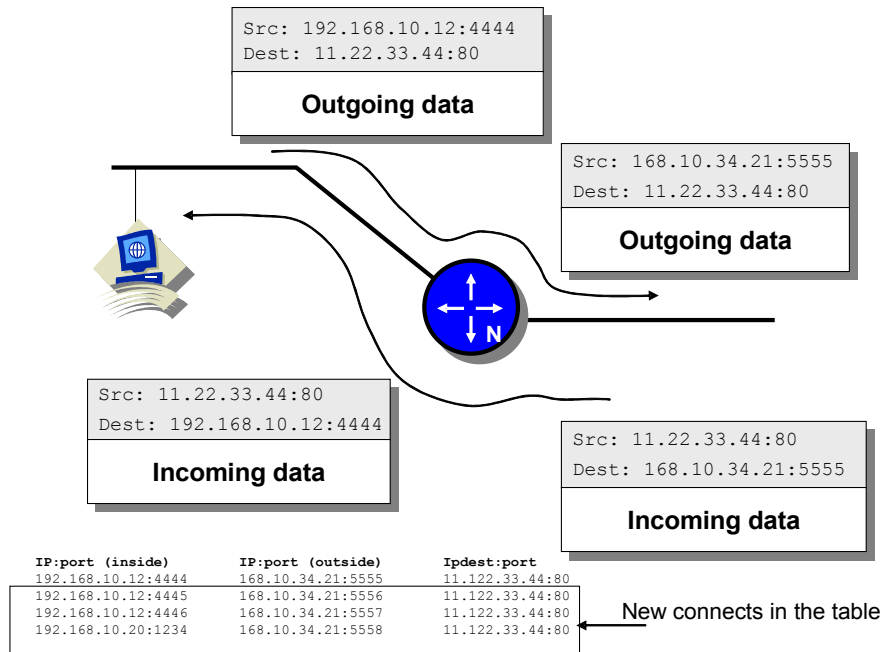 Src: 192.168.10.12:4444
Dest: 11.22.33.44:80
Outgoing data
Src: 168.10.34.21:5555
Dest: 11.22.33.44:80
Outgoing data
N
Src: 11.22.33.44:80
Dest: 192.168.10.12:4444
Incoming data
Src: 11.22.33.44:80
Dest: 168.10.34.21:5555
Incoming data
IP:port (inside) IP:port (outside) Ipdest:port
192.168.10.12:4444 168.10.34.21:5555 11.122.33.44:80
192.168.10.12:4445 168.10.34.21:5556 11.122.33.44:80
192.168.10.12:4446 168.10.34.21:5557 11.122.33.44:80
192.168.10.20:1234 168.10.34.21:5558 11.122.33.44:80
New connects in the table